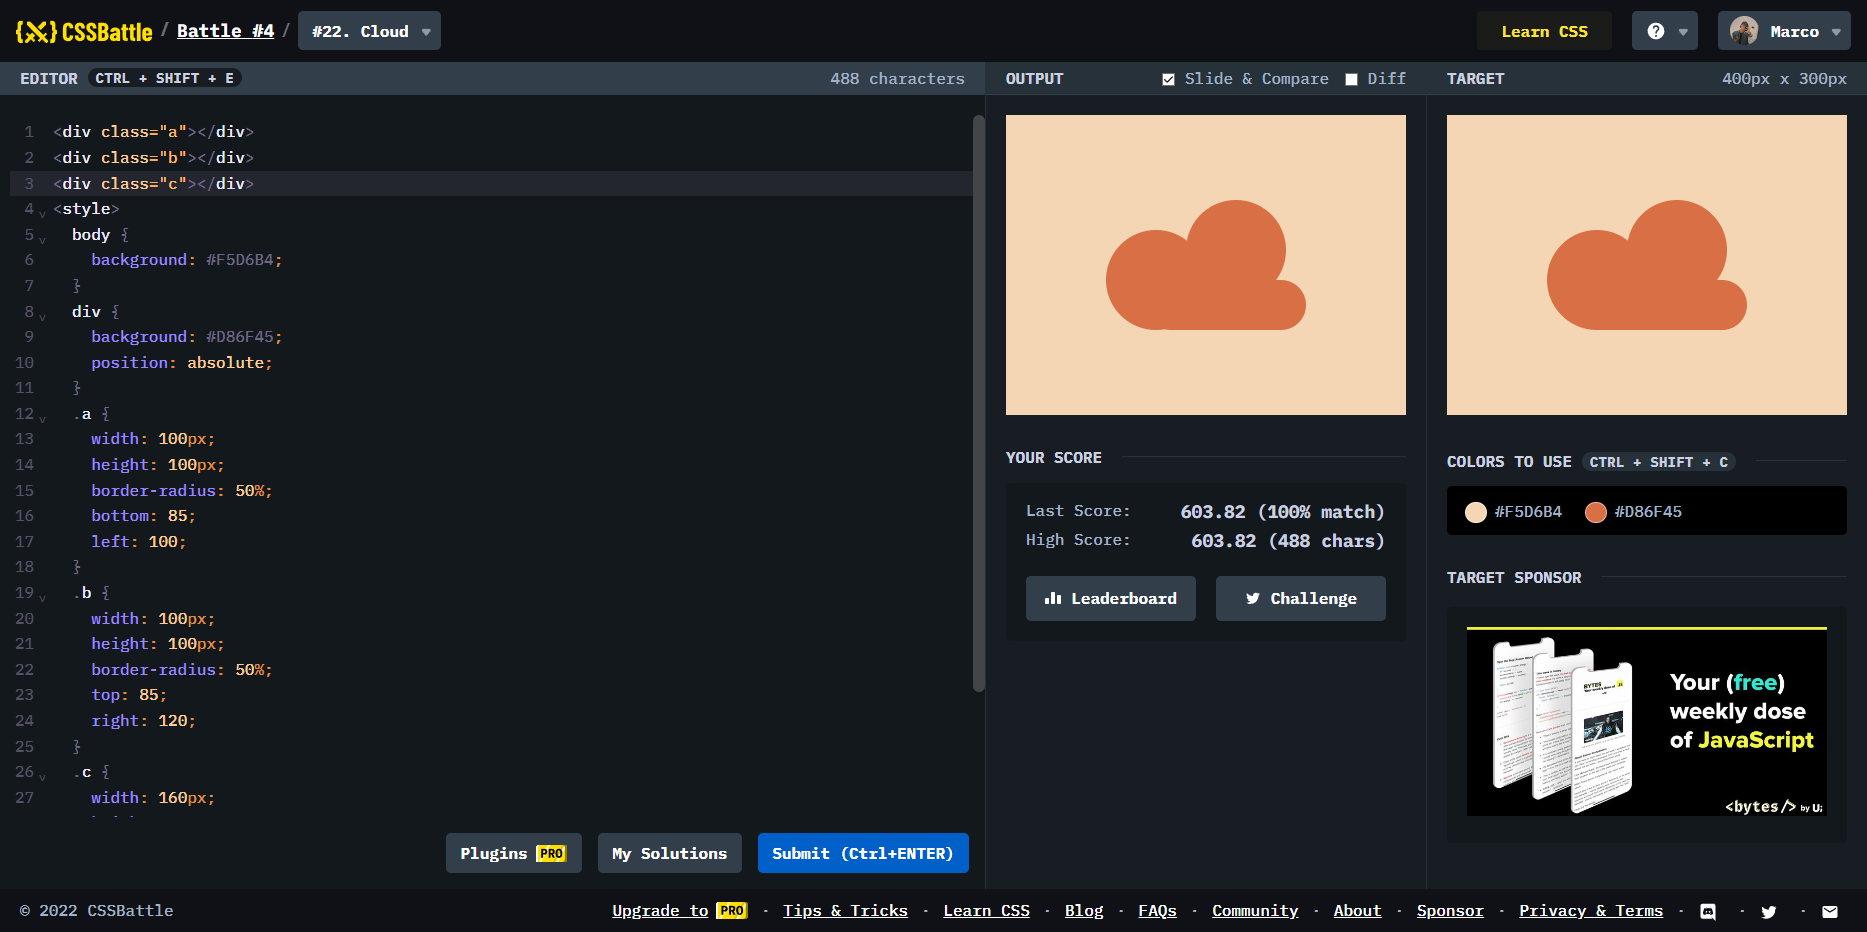 {X} CSSBattle / Battle #4 / #22. Cloud
Learn CSS
? Marco
EDITOR CTRL + SHIFT + E 488 characters
OUTPUT Slide & Compare Diff
TARGET 400px x 300px
1 <div class="a"></div>
2 <div class="b"></div>
3 <div class="c"></div>
4 <style>
5 body {
6 background: #F5D6B4;
7 }
8 div {
9 background: #D86F45;
10 position: absolute;
11 }
12 .a {
13 width: 100px;
14 height: 100px;
15 border-radius: 50%;
16 bottom: 85;
17 left: 100;
18 }
19 .b {
20 width: 100px;
21 height: 100px;
22 border-radius: 50%;
23 top: 85;
24 right: 120;
25 }
26 .c {
27 width: 160px;
Plugins PRO
My Solutions
Submit (Ctrl+ENTER)
YOUR SCORE
Last Score: 603.82 (100% match)
High Score: 603.82 (488 chars)
Leaderboard
Challenge
COLORS TO USE CTRL + SHIFT + C
#F5D6B4 #D86F45
TARGET SPONSOR
BYTES
Your (free)
weekly dose
of JavaScript
<bytes/> by ui;
© 2022 CSSBattle
Upgrade to PRO · Tips & Tricks · Learn CSS · Blog · FAQs · Community · About · Sponsor · Privacy & Terms · · ·